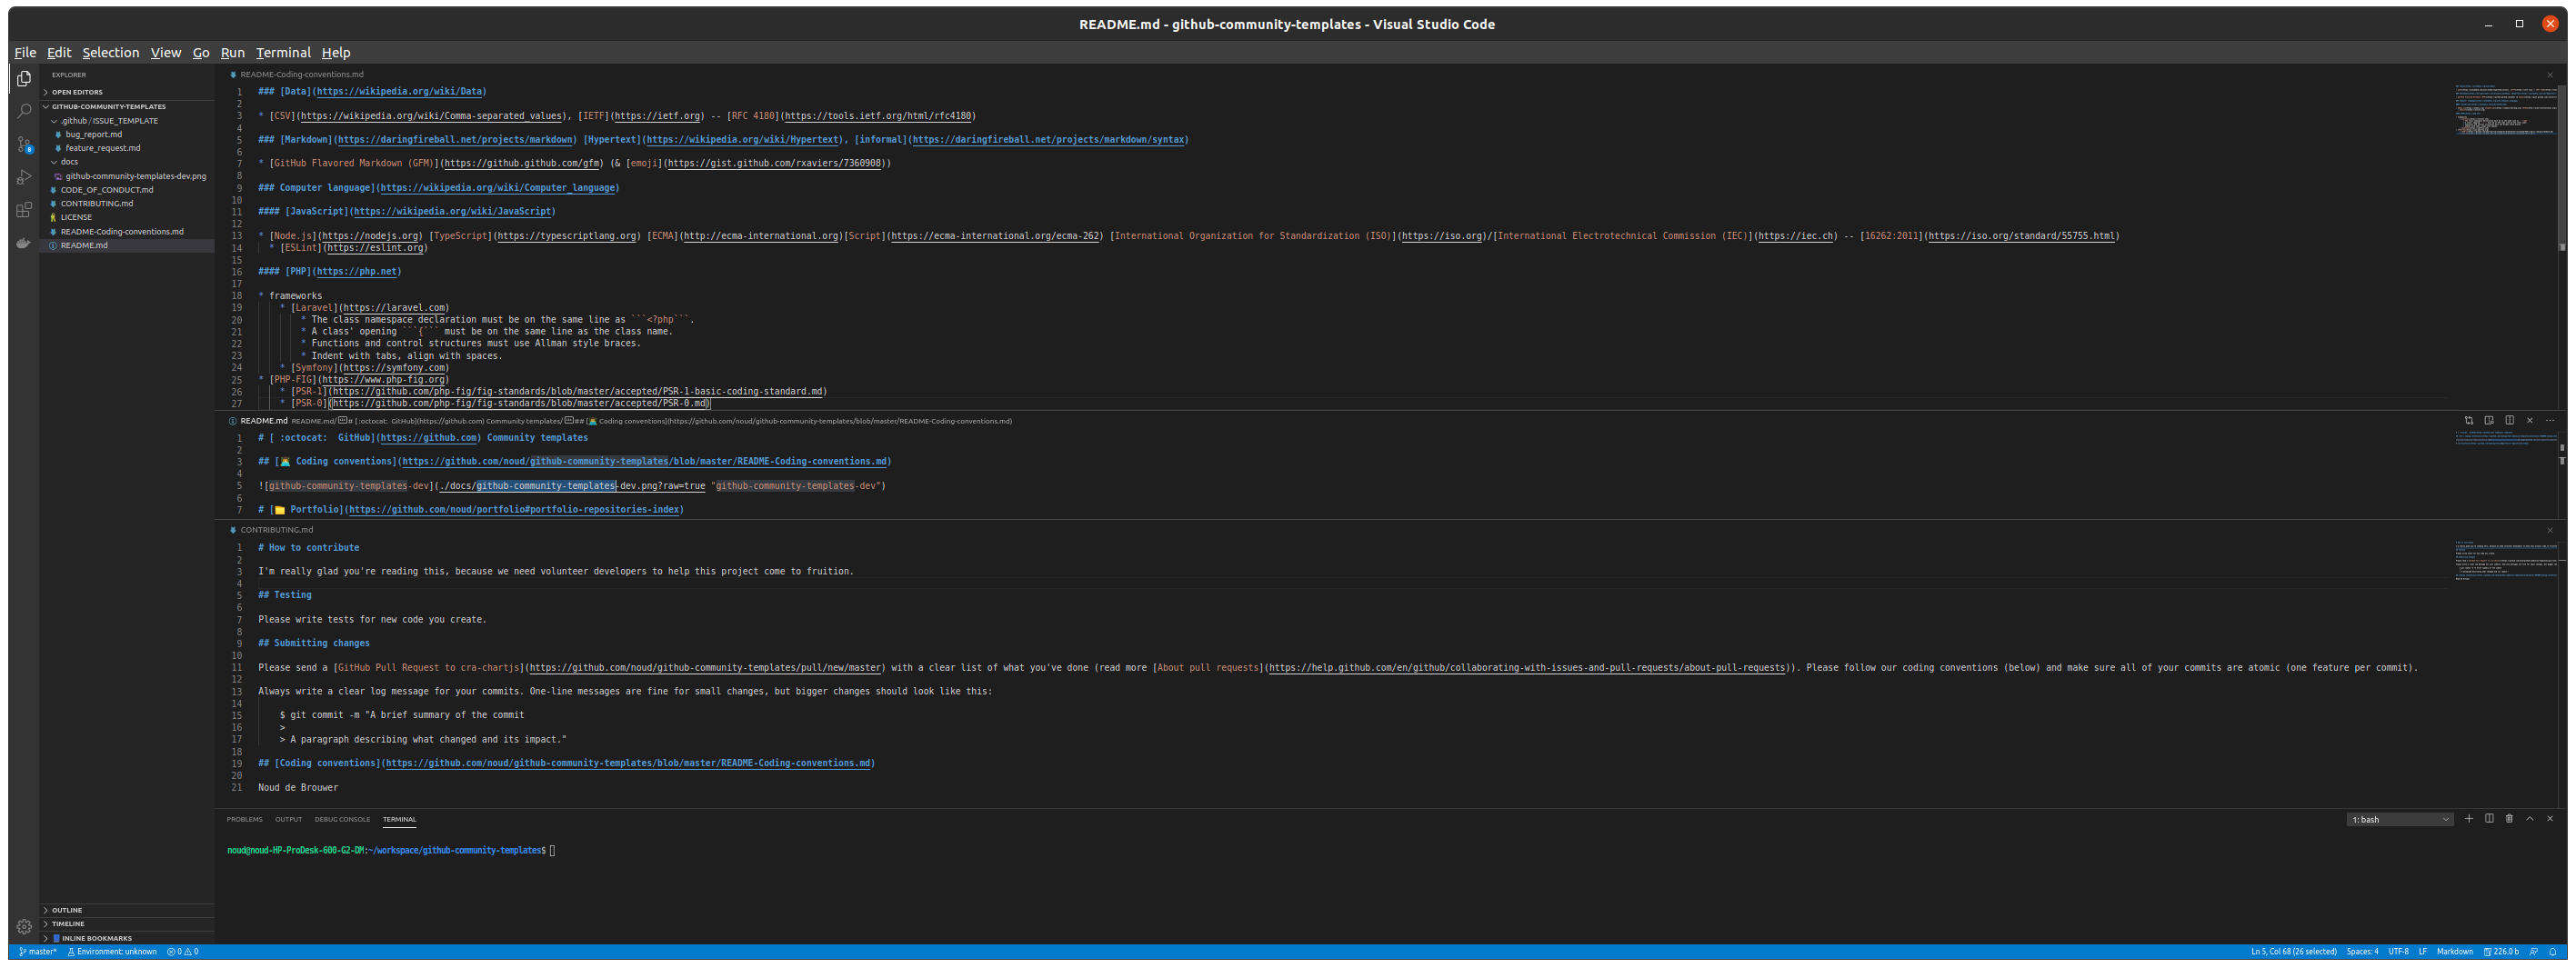 README.md - github-community-templates - Visual Studio Code
File Edit Selection View Go Run Terminal Help
EXPLORER
OPEN EDITORS
GITHUB-COMMUNITY-TEMPLATES
.github / ISSUE_TEMPLATE
bug_report.md
feature_request.md
docs
github-community-templates-dev.png
CODE_OF_CONDUCT.md
CONTRIBUTING.md
LICENSE
README-Coding-conventions.md
README.md
OUTLINE
TIMELINE
INLINE BOOKMARKS
8
README-Coding-conventions.md
1 ### [Data](https://wikipedia.org/wiki/Data)
2
3 * [CSV](https://wikipedia.org/wiki/Comma-separated_values), [IETF](https://ietf.org) -- [RFC 4180](https://tools.ietf.org/html/rfc4180)
4
5 ### [Markdown](https://daringfireball.net/projects/markdown) [Hypertext](https://wikipedia.org/wiki/Hypertext), [informal](https://daringfireball.net/projects/markdown/syntax)
6
7 * [GitHub Flavored Markdown (GFM)](https://github.github.com/gfm) (& [emoji](https://gist.github.com/rxaviers/7360908))
8
9 ### Computer language](https://wikipedia.org/wiki/Computer_language)
10
11 #### [JavaScript](https://wikipedia.org/wiki/JavaScript)
12
13 * [Node.js](https://nodejs.org) [TypeScript](https://typescriptlang.org) [ECMA](http://ecma-international.org)[Script](https://ecma-international.org/ecma-262) [International Organization for Standardization (ISO)](https://iso.org)/[International Electrotechnical Commission (IEC)](https://iec.ch) -- [16262:2011](https://iso.org/standard/55755.html)
14 * [ESLint](https://eslint.org)
15
16 #### [PHP](https://php.net)
17
18 * frameworks
19 * [Laravel](https://laravel.com)
20 * The class namespace declaration must be on the same line as ```<?php```.
21 * A class' opening ```{``` must be on the same line as the class name.
22 * Functions and control structures must use Allman style braces.
23 * Indent with tabs, align with spaces.
24 * [Symfony](https://symfony.com)
25 * [PHP-FIG](https://www.php-fig.org)
26 * [PSR-1](https://github.com/php-fig/fig-standards/blob/master/accepted/PSR-1-basic-coding-standard.md)
27 * [PSR-0](https://github.com/php-fig/fig-standards/blob/master/accepted/PSR-0.md)
README.md README.md/ # [ :octocat: GitHub](https://github.com) Community templates/ ## [👨‍💻 Coding conventions](https://github.com/noud/github-community-templates/blob/master/README-Coding-conventions.md)
1 # [ :octocat: GitHub](https://github.com) Community templates
2
3 ## [👨‍💻 Coding conventions](https://github.com/noud/github-community-templates/blob/master/README-Coding-conventions.md)
4
5 ![github-community-templates-dev](./docs/github-community-templates-dev.png?raw=true "github-community-templates-dev")
6
7 # [📁 Portfolio](https://github.com/noud/portfolio#portfolio-repositories-index)
CONTRIBUTING.md
1 # How to contribute
2
3 I'm really glad you're reading this, because we need volunteer developers to help this project come to fruition.
4
5 ## Testing
6
7 Please write tests for new code you create.
8
9 ## Submitting changes
10
11 Please send a [GitHub Pull Request to cra-chartjs](https://github.com/noud/github-community-templates/pull/new/master) with a clear list of what you've done (read more [About pull requests](https://help.github.com/en/github/collaborating-with-issues-and-pull-requests/about-pull-requests)). Please follow our coding conventions (below) and make sure all of your commits are atomic (one feature per commit).
12
13 Always write a clear log message for your commits. One-line messages are fine for small changes, but bigger changes should look like this:
14
15 $ git commit -m "A brief summary of the commit
16 >
17 > A paragraph describing what changed and its impact."
18
19 ## [Coding conventions](https://github.com/noud/github-community-templates/blob/master/README-Coding-conventions.md)
20
21 Noud de Brouwer
PROBLEMS OUTPUT DEBUG CONSOLE TERMINAL 1: bash
noud@noud-HP-ProDesk-600-G2-DM:~/workspace/github-community-templates$
master* Environment: unknown 0 0 Ln 5, Col 68 (26 selected) Spaces: 4 UTF-8 LF Markdown 226.0 b